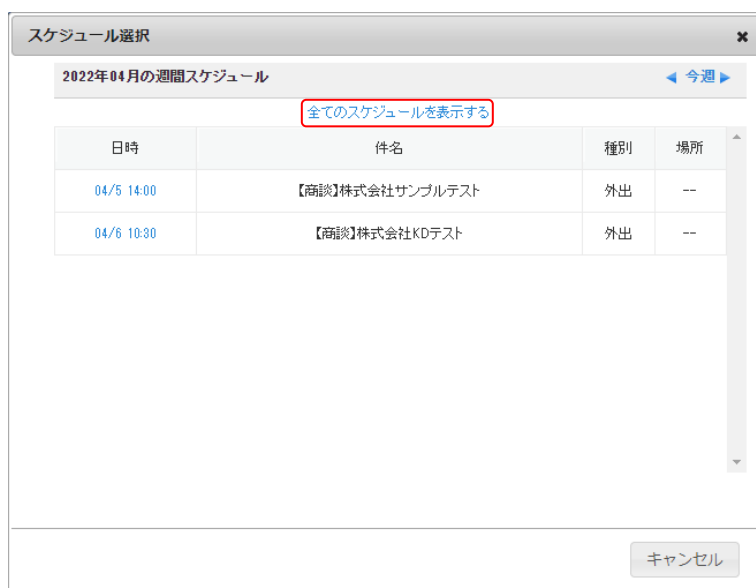 スケジュール選択 ✖
2022年04月の週間スケジュール ◀ 今週 ▶
全てのスケジュールを表示する
日時 件名 種別 場所
04/5 14:00 【商談】株式会社サンプルテスト 外出 --
04/6 10:30 【商談】株式会社KDテスト 外出 --
キャンセル